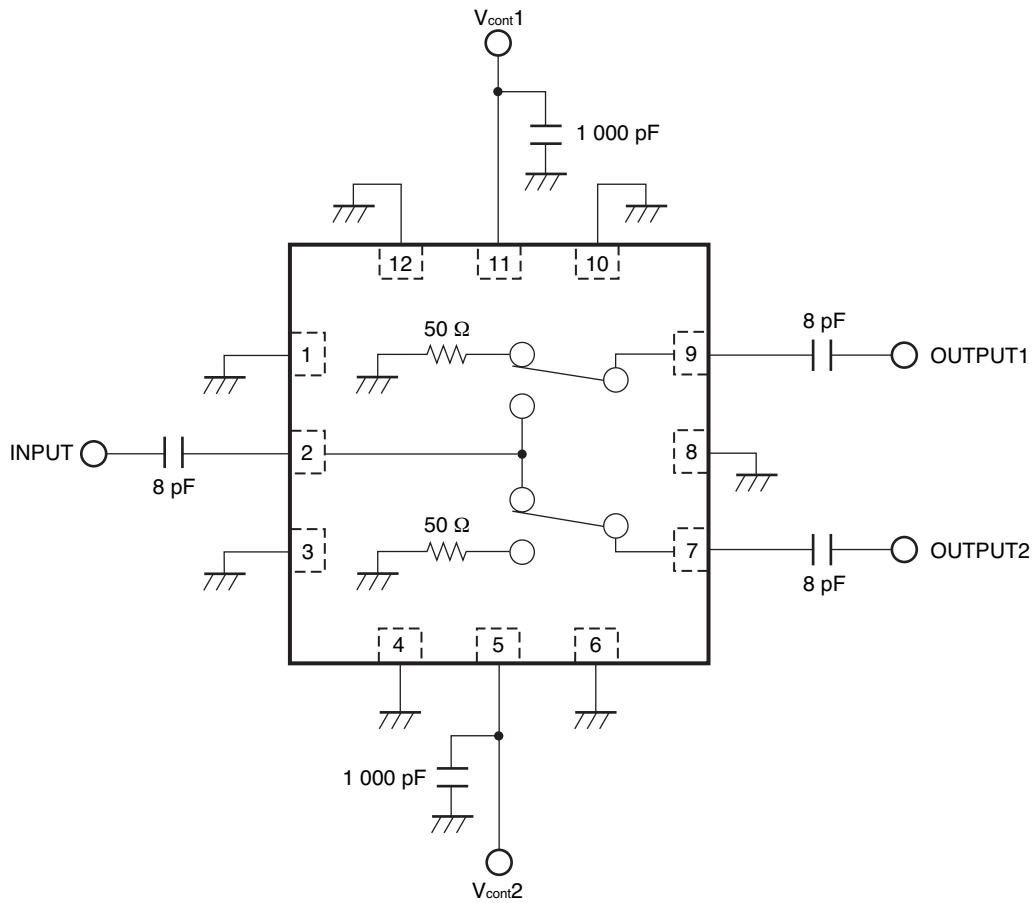 Vcont1
1 000 pF
12
11
10
50 Ω
8 pF
1
9
OUTPUT1
INPUT
2
8
8 pF
50 Ω
3
7
OUTPUT2
8 pF
4
5
6
1 000 pF
Vcont2